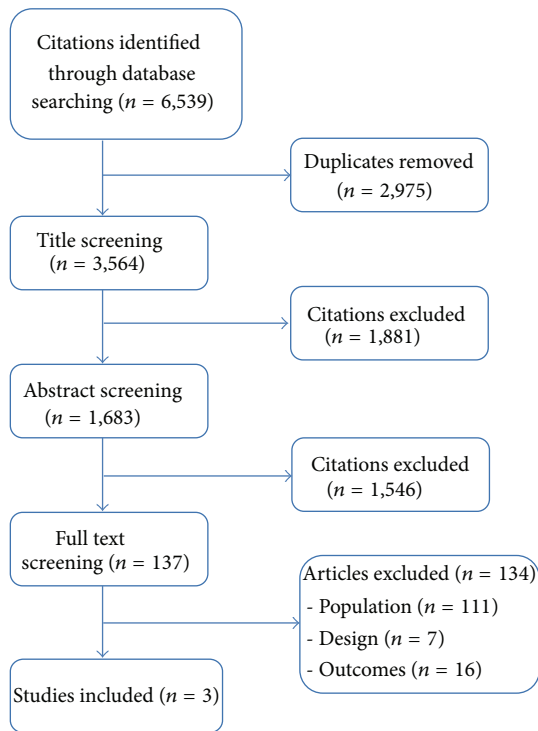 Citations identified
through database
searching (n = 6,539)
Duplicates removed
(n = 2,975)
Title screening
(n = 3,564)
Citations excluded
(n = 1,881)
Abstract screening
(n = 1,683)
Citations excluded
(n = 1,546)
Full text
screening (n = 137)
Articles excluded (n = 134)
- Population (n = 111)
- Design (n = 7)
- Outcomes (n = 16)
Studies included (n = 3)